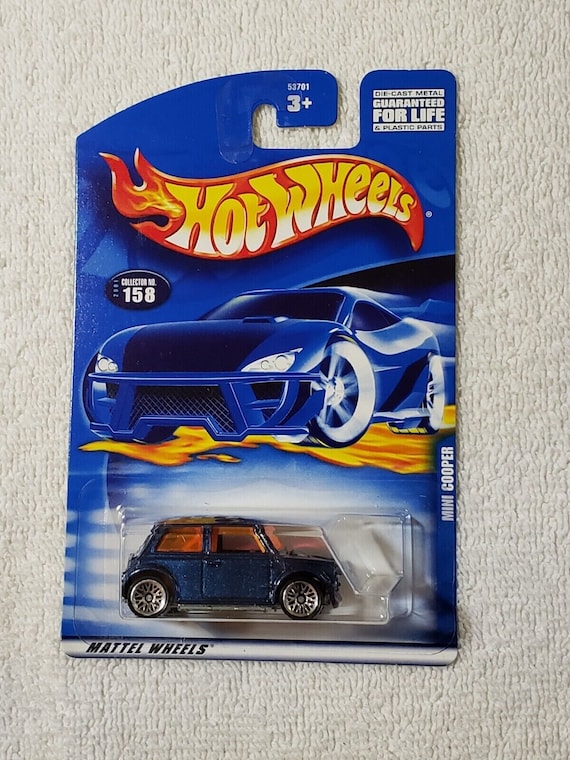 53701
3+
DIE-CAST METAL
GUARANTEED
FOR LIFE
& PLASTIC PARTS
HOT WHEELS®
2001
COLLECTOR NO.
158
MINI COOPER
MATTEL WHEELS®